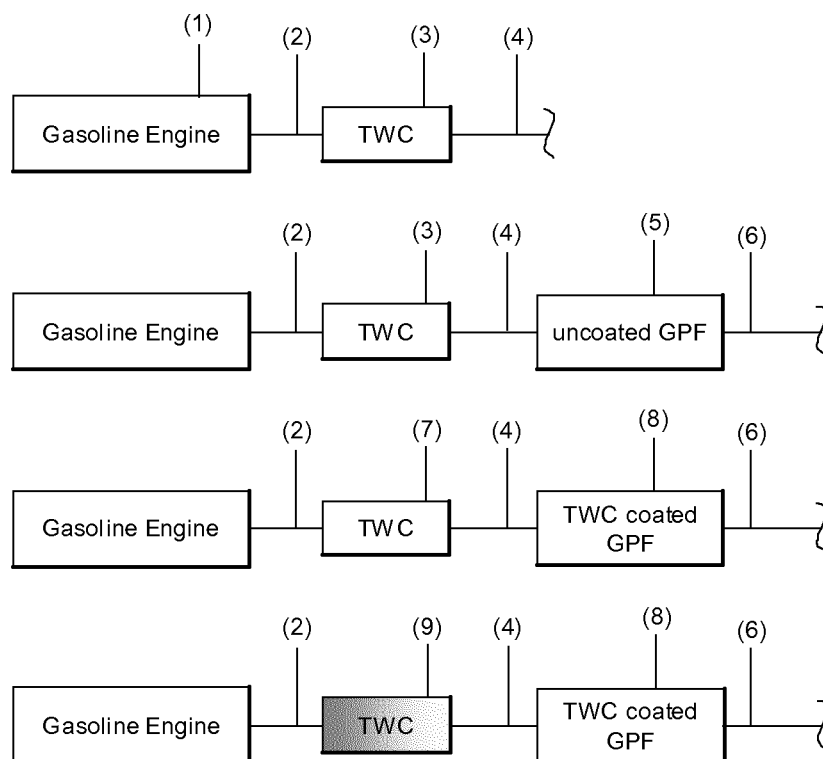 (1)
(2) (3) (4)
Gasoline Engine TWC
(2) (3) (4) (5) (6)
Gasoline Engine TWC uncoated GPF
(2) (7) (4) (8) (6)
Gasoline Engine TWC TWC coated
GPF
(2) (9) (4) (8) (6)
Gasoline Engine TWC TWC coated
GPF